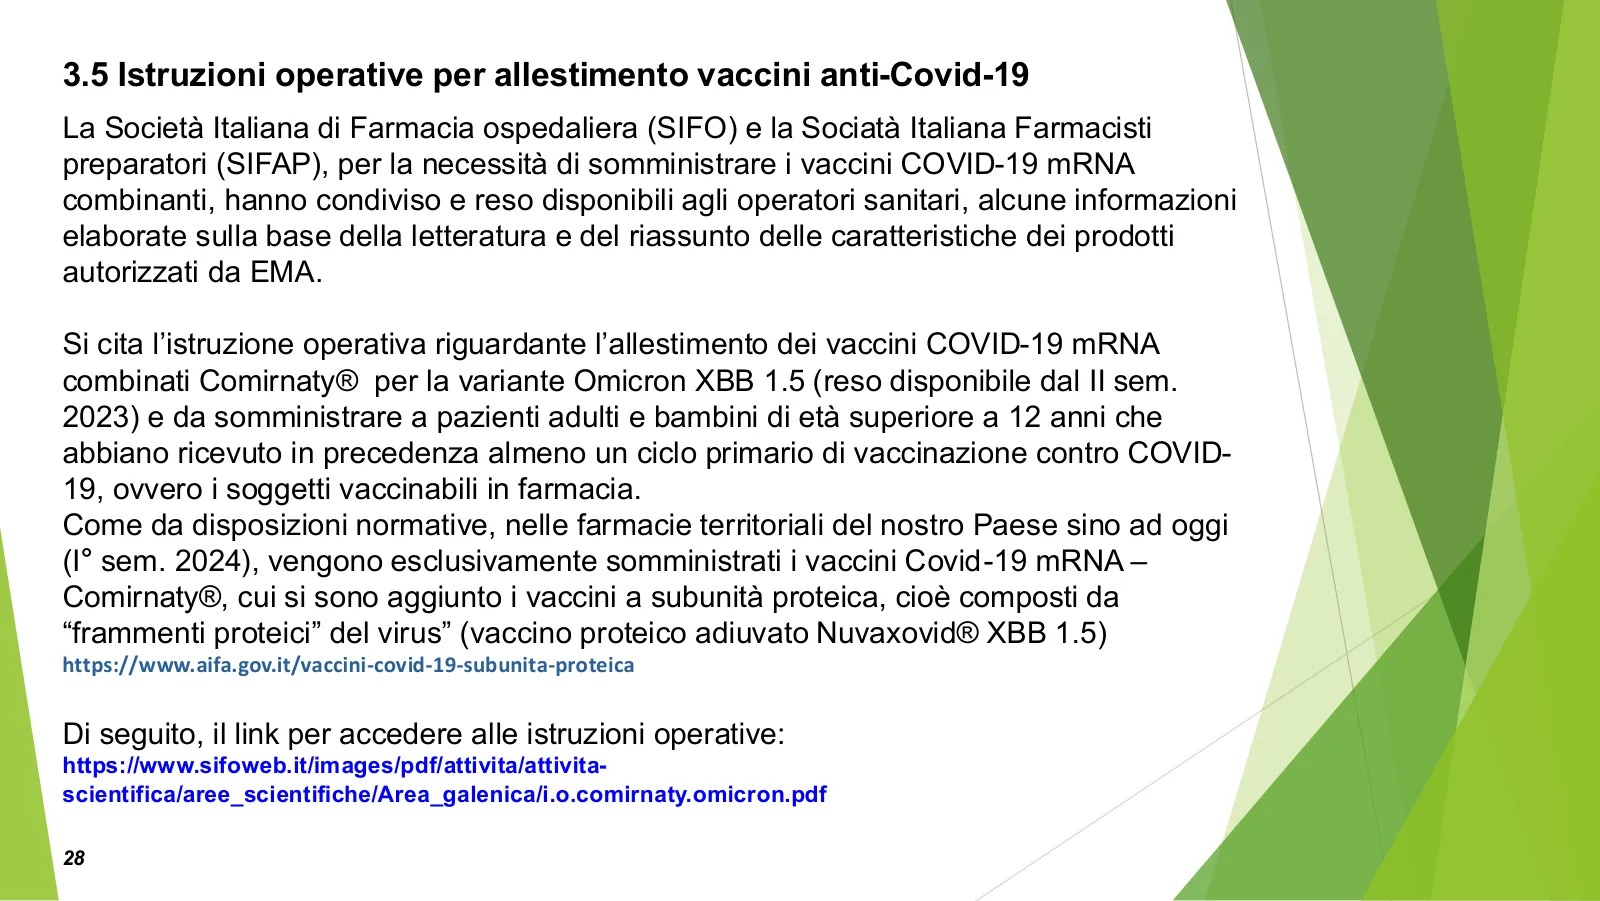 3.5 Istruzioni operative per allestimento vaccini anti-Covid-19
La Società Italiana di Farmacia ospedaliera (SIFO) e la Sociatà Italiana Farmacisti
preparatori (SIFAP), per la necessità di somministrare i vaccini COVID-19 mRNA
combinanti, hanno condiviso e reso disponibili agli operatori sanitari, alcune informazioni
elaborate sulla base della letteratura e del riassunto delle caratteristiche dei prodotti
autorizzati da EMA.
Si cita l’istruzione operativa riguardante l’allestimento dei vaccini COVID-19 mRNA
combinati Comirnaty®  per la variante Omicron XBB 1.5 (reso disponibile dal II sem.
2023) e da somministrare a pazienti adulti e bambini di età superiore a 12 anni che
abbiano ricevuto in precedenza almeno un ciclo primario di vaccinazione contro COVID-
19, ovvero i soggetti vaccinabili in farmacia.
Come da disposizioni normative, nelle farmacie territoriali del nostro Paese sino ad oggi
(I° sem. 2024), vengono esclusivamente somministrati i vaccini Covid-19 mRNA –
Comirnaty®, cui si sono aggiunto i vaccini a subunità proteica, cioè composti da
“frammenti proteici” del virus” (vaccino proteico adiuvato Nuvaxovid® XBB 1.5)
https://www.aifa.gov.it/vaccini-covid-19-subunita-proteica
Di seguito, il link per accedere alle istruzioni operative:
https://www.sifoweb.it/images/pdf/attivita/attivita-
scientifica/aree_scientifiche/Area_galenica/i.o.comirnaty.omicron.pdf
28